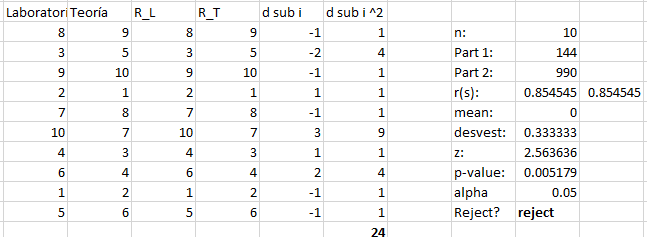 Laboratori Teoría R_L R_T d sub i d sub i ^2
8 9 8 9 -1 1 n: 10
3 5 3 5 -2 4 Part 1: 144
9 10 9 10 -1 1 Part 2: 990
2 1 2 1 1 1 r(s): 0.854545 0.854545
7 8 7 8 -1 1 mean: 0
10 7 10 7 3 9 desvest: 0.333333
4 3 4 3 1 1 z: 2.563636
6 4 6 4 2 4 p-value: 0.005179
1 2 1 2 -1 1 alpha 0.05
5 6 5 6 -1 1 Reject? reject
24